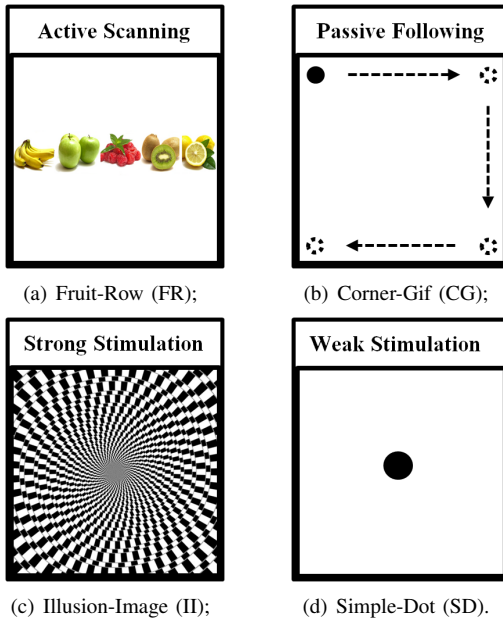 Active Scanning
Passive Following
(a) Fruit-Row (FR);
(b) Corner-Gif (CG);
Strong Stimulation
Weak Stimulation
(c) Illusion-Image (II);
(d) Simple-Dot (SD).